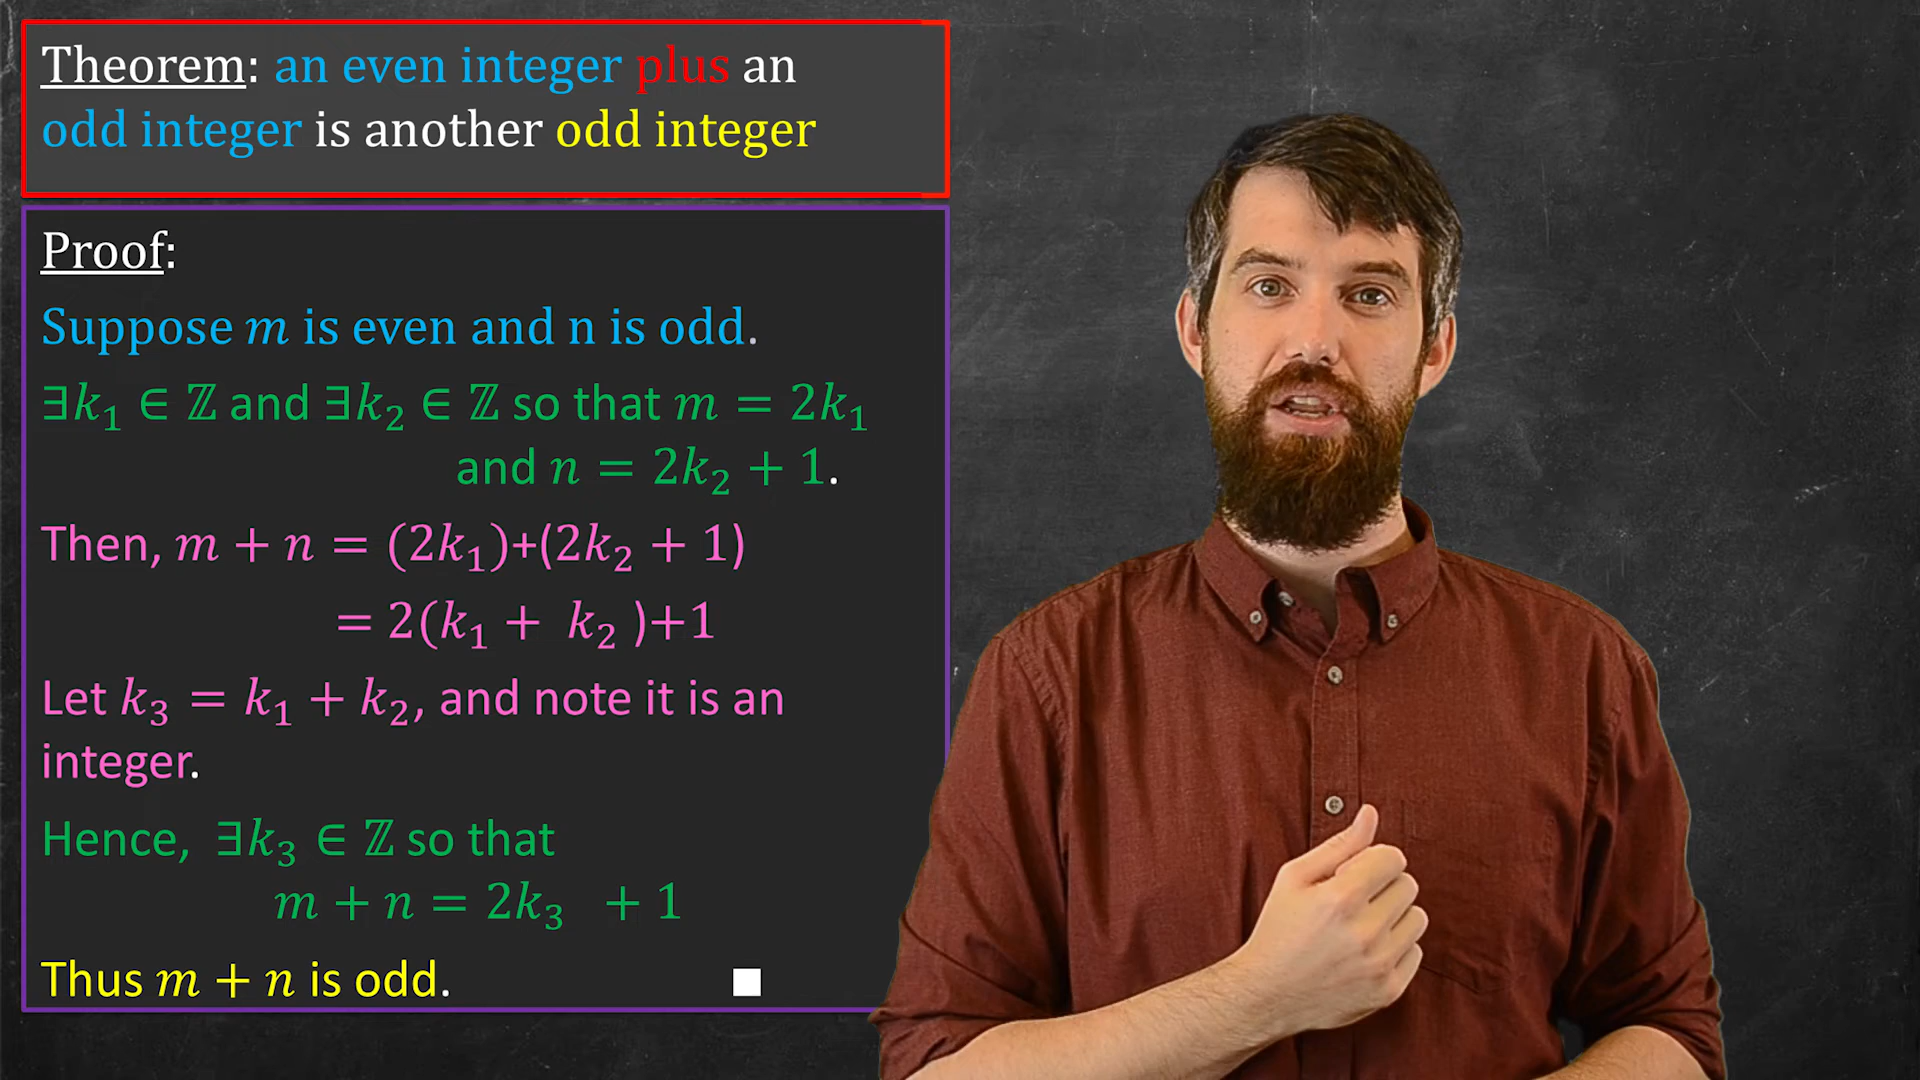 Theorem: an even integer plus an
odd integer is another odd integer
Proof:
Suppose m is even and n is odd.
∃k₁ ∈ ℤ and ∃k₂ ∈ ℤ so that m = 2k₁
and n = 2k₂ + 1.
Then, m + n = (2k₁)+(2k₂ + 1)
= 2(k₁ + k₂ )+1
Let k₃ = k₁ + k₂, and note it is an
integer.
Hence, ∃k₃ ∈ ℤ so that
m + n = 2k₃ + 1
Thus m + n is odd. ■